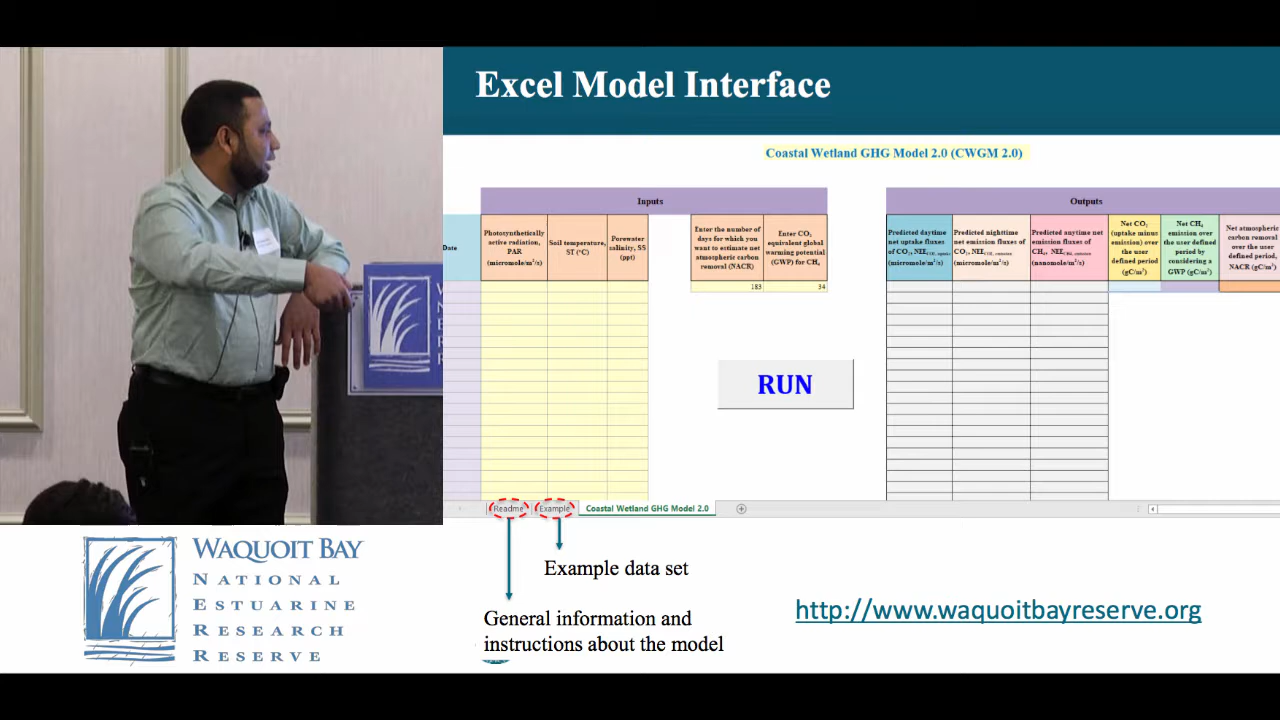 Excel Model Interface
Coastal Wetland GHG Model 2.0 (CWGM 2.0)
Inputs
Outputs
Date
Photosynthetically
active radiation,
PAR
(micromole/m²/s)
Soil temperature,
ST (°C)
Porewater
salinity, SS
(ppt)
Enter the number of
days for which you
want to estimate net
atmospheric carbon
removal (NACR)
Enter CO₂
equivalent global
warming potential
(GWP) for CH₄
Predicted daytime
net uptake fluxes
of CO₂, NEE
(micromole/m²/s)
Predicted nighttime
net emission fluxes of
CO₂, NEE
(micromole/m²/s)
Predicted anytime net
emission fluxes of
CH₄, NEE
(nanomole/m²/s)
Net CO₂
(uptake minus
emission) over
the user
defined period
(gC/m²)
Net CH₄
emission over
the user defined
period by
considering a
GWP (gC/m²)
Net atmospheric
carbon removal
over the user
defined period,
NACR (gC/m²)
183
34
RUN
Readme
Example
Coastal Wetland GHG Model 2.0
Example data set
General information and
instructions about the model
WAQUOIT BAY
NATIONAL
ESTUARINE
RESEARCH
RESERVE
http://www.waquoitbayreserve.org